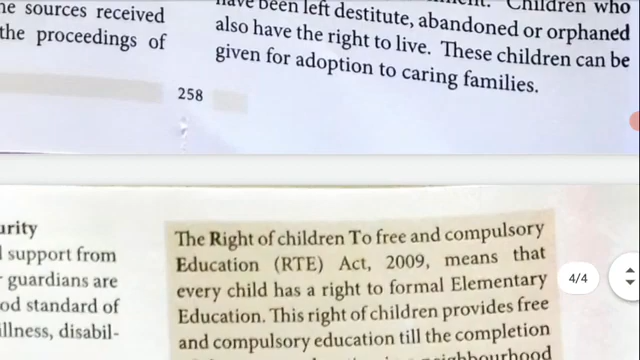 he sources received
the proceedings of
Children who
have been left destitute, abandoned or orphaned
also have the right to live. These children can be
given for adoption to caring families.
258
urity
support from
guardians are
od standard of
illness, disabil-
The Right of children To free and compulsory
Education (RTE) Act, 2009, means that
every child has a right to formal Elementary
Education. This right of children provides free
and compulsory education till the completion
neighbourhood
4/4